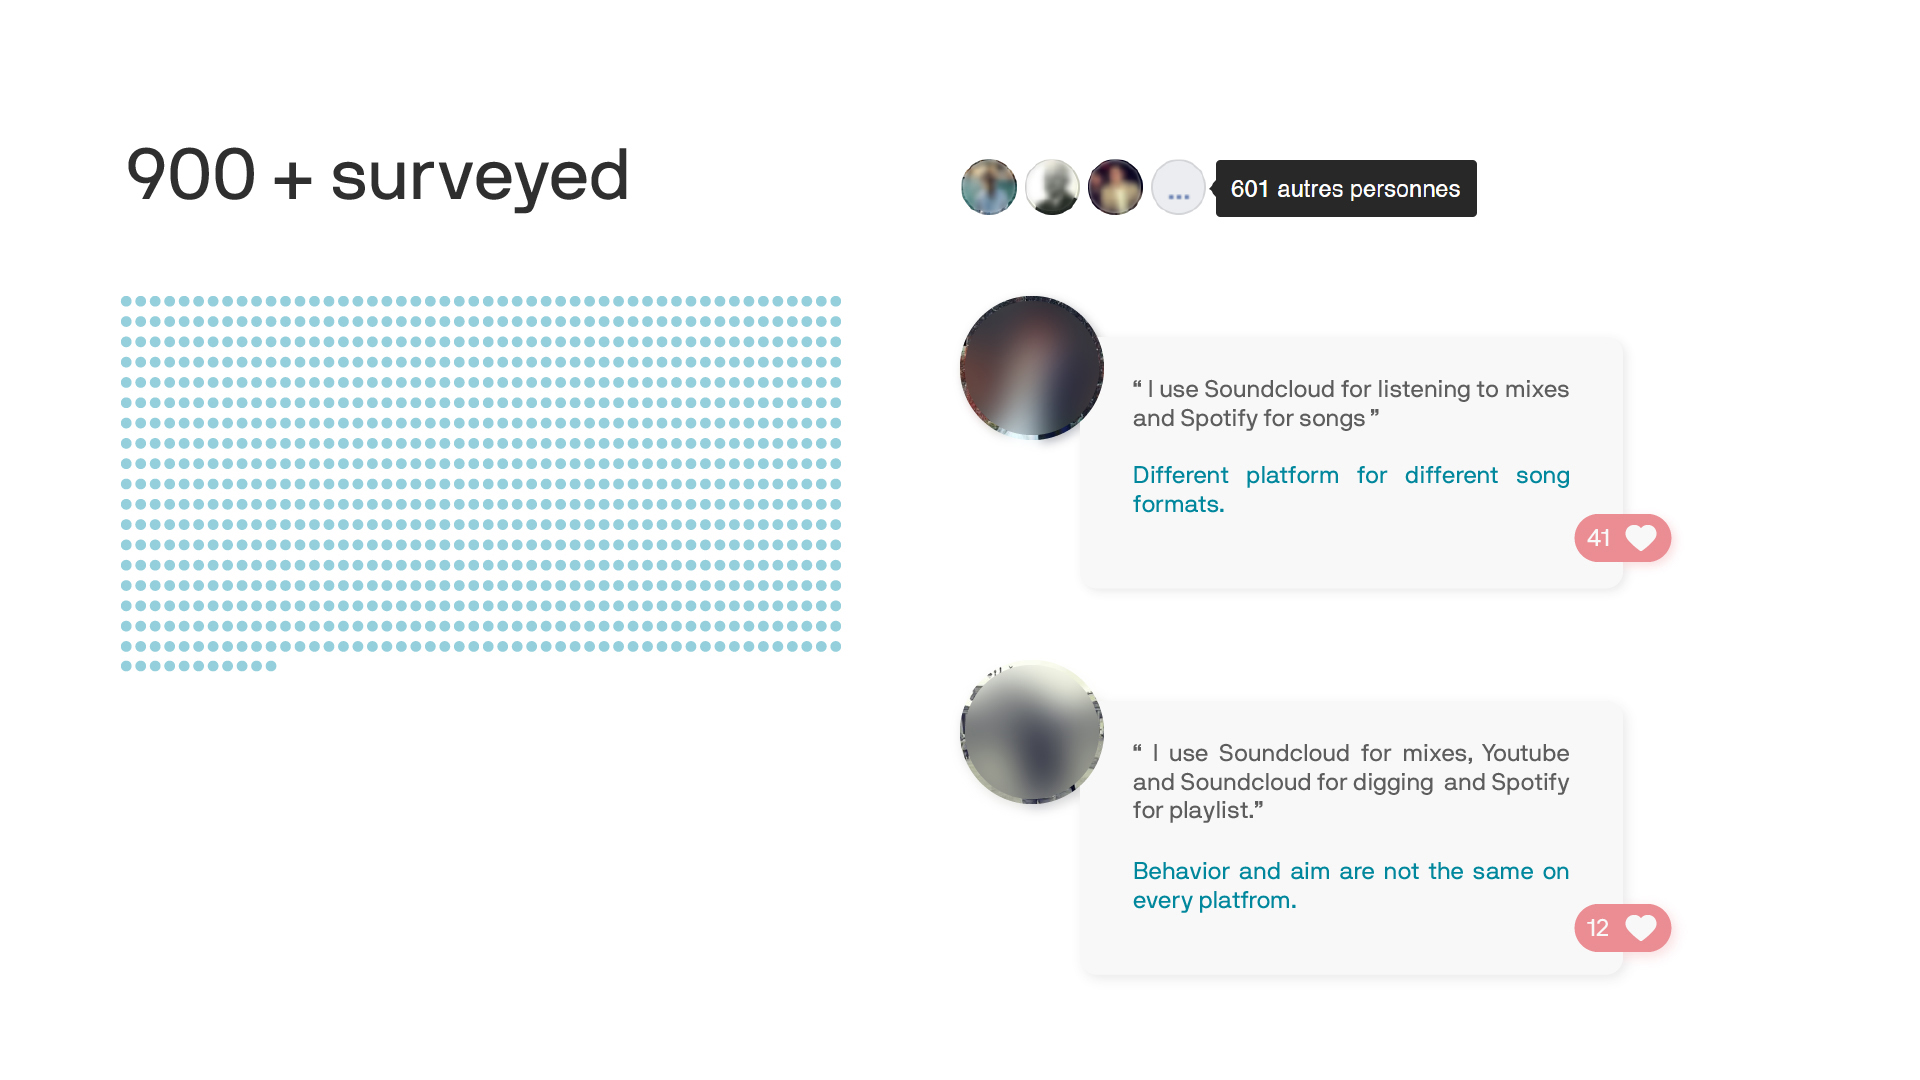 900 + surveyed
601 autres personnes
“ I use Soundcloud for listening to mixes
and Spotify for songs ”
Different platform for different song
formats.
41
“ I use Soundcloud for mixes, Youtube
and Soundcloud for digging and Spotify
for playlist.”
Behavior and aim are not the same on
every platfrom.
12